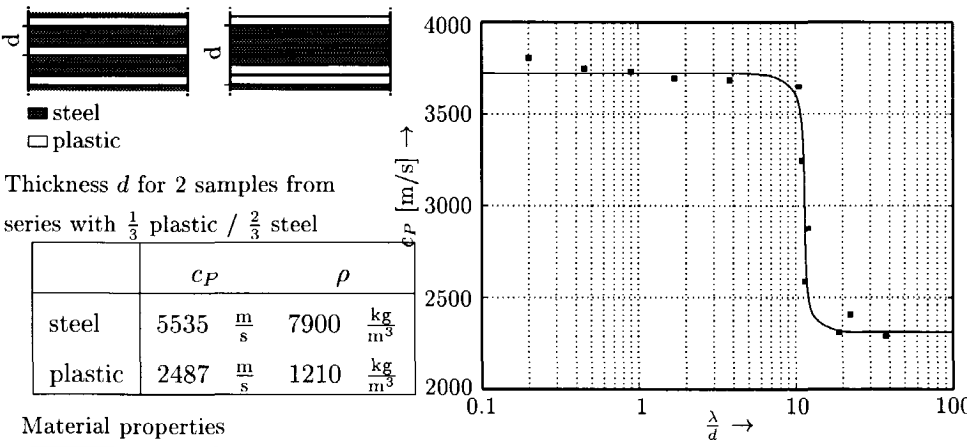 d
d
steel
plastic
Thickness d for 2 samples from
series with 1/3 plastic / 2/3 steel
c_P ρ
steel 5535 m/s 7900 kg/m³
plastic 2487 m/s 1210 kg/m³
Material properties
4000
3500
3000
2500
2000
c_P [m/s] →
0.1 1 10 100
λ/d →